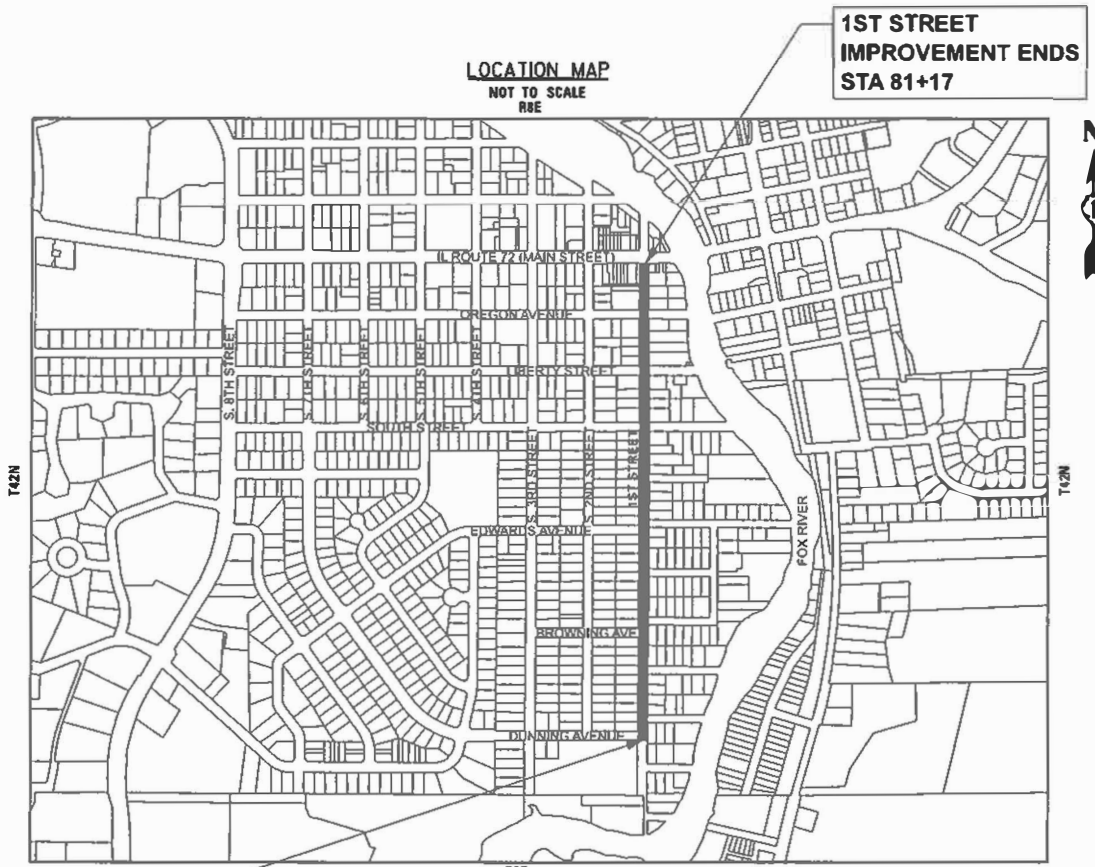 1ST STREET
IMPROVEMENT ENDS
STA 81+17
LOCATION MAP
NOT TO SCALE
R8E
N
IL ROUTE 72 (MAIN STREET)
OREGON AVENUE
LIBERTY STREET
S. 8TH STREET
S. 7TH STREET
S. 6TH STREET
S. 5TH STREET
S. 4TH STREET
SOUTH STREET
S. 3RD STREET
S. 2ND STREET
1ST STREET
T42N
T42N
EDWARDS AVENUE
FOX RIVER
BROWNING AVE
DUNNING AVENUE